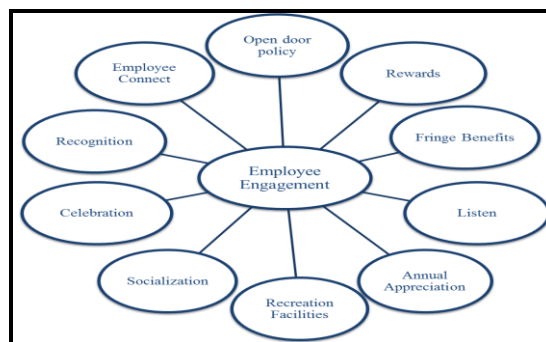 Open door
policy
Employee
Connect
Rewards
Recognition
Fringe Benefits
Employee
Engagement
Celebration
Listen
Socialization
Annual
Appreciation
Recreation
Facilities